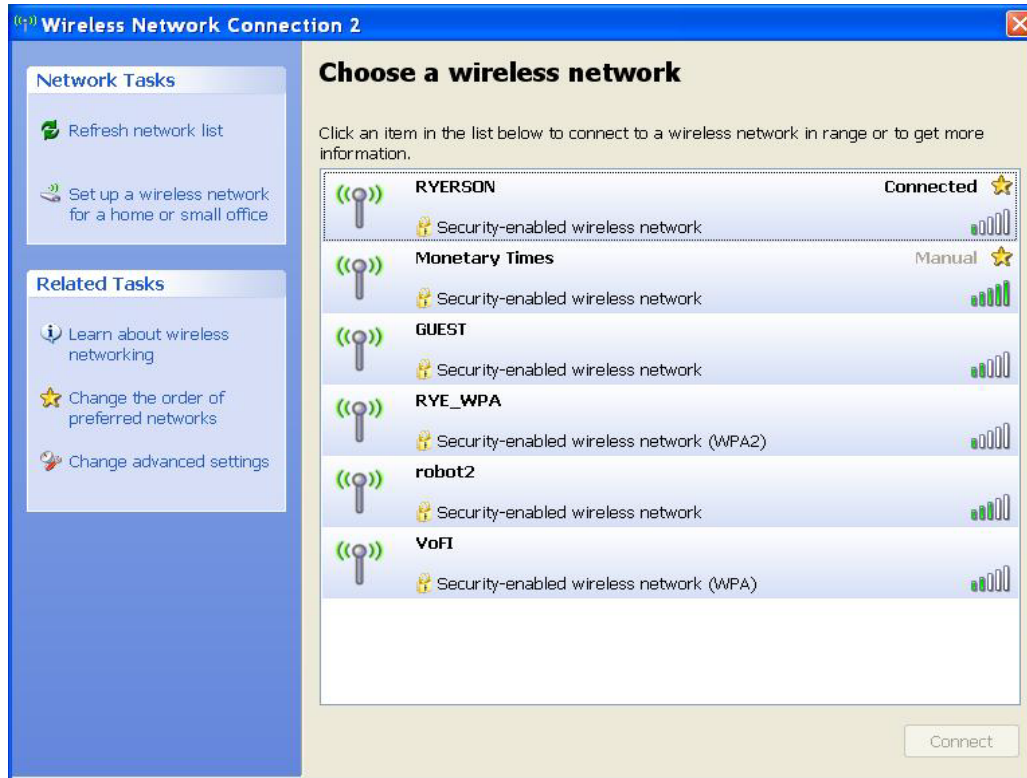 Wireless Network Connection 2
Network Tasks
Refresh network list
Set up a wireless network
for a home or small office
Related Tasks
Learn about wireless
networking
Change the order of
preferred networks
Change advanced settings
Choose a wireless network
Click an item in the list below to connect to a wireless network in range or to get more
information.
RYERSON Connected
Security-enabled wireless network
Monetary Times Manual
Security-enabled wireless network
GUEST
Security-enabled wireless network
RYE_WPA
Security-enabled wireless network (WPA2)
robot2
Security-enabled wireless network
VoFI
Security-enabled wireless network (WPA)
Connect